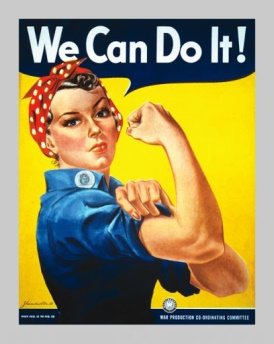 We Can Do It!
WAR PRODUCTION CO-ORDINATING COMMITTEE